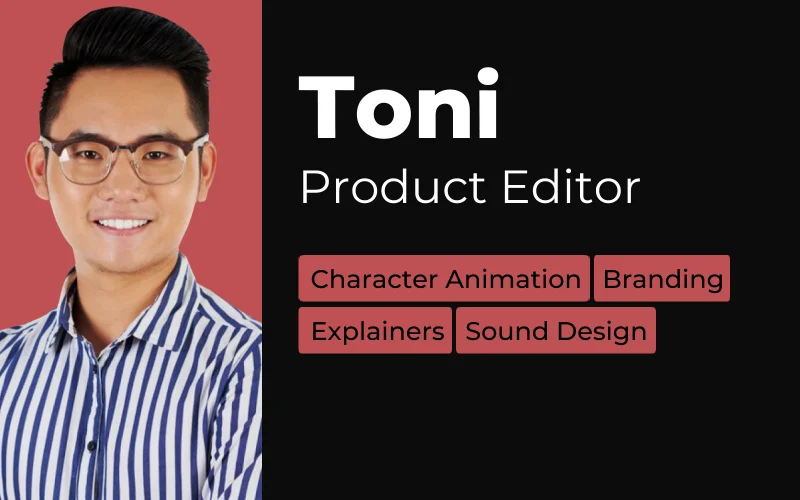 Toni
Product Editor
Character Animation Branding
Explainers Sound Design